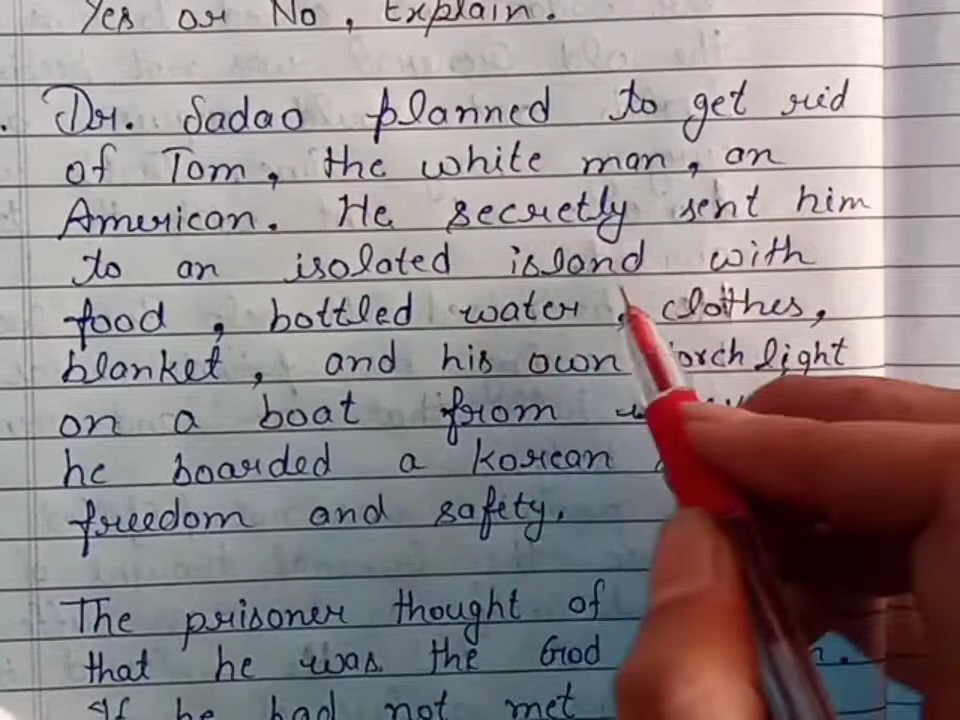 Yes or No, Explain.
Dr. Sadao planned to get rid
of Tom, the white man, an
American. He secretly sent him
to an isolated island with
food, bottled water, clothes,
blanket, and his own torch light
on a boat from
he boarded a Korean
freedom and safety.
The prisoner thought of
that he was the God
If he had not met